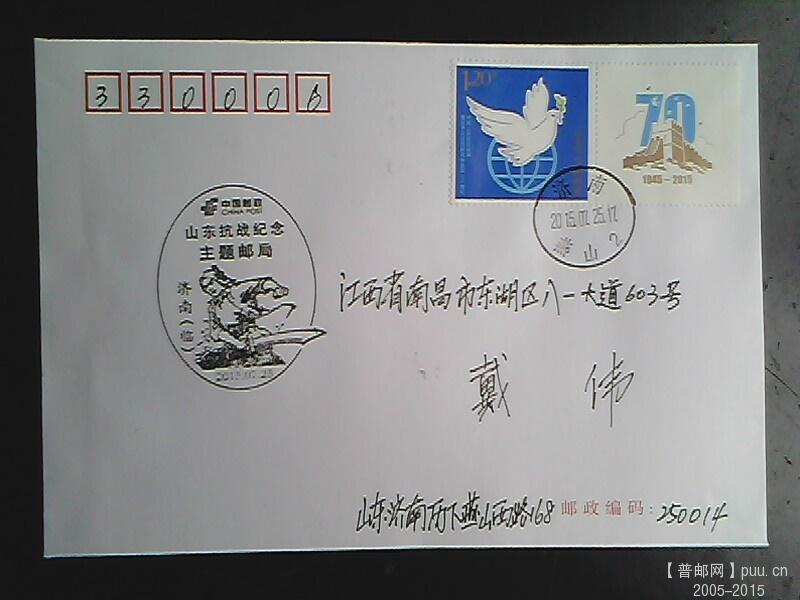 330006
1.20
70
1945-2015
济南
2015.07.25.17
山2
中国邮政
CHINA POST
山东抗战纪念
主题邮局
济南(临)
2015.07.25
江西省南昌市东湖区八一大道603号
戴 伟
山东济南历下燕山西路168 邮政编码:250014
【普邮网】puu.cn
2005-2015